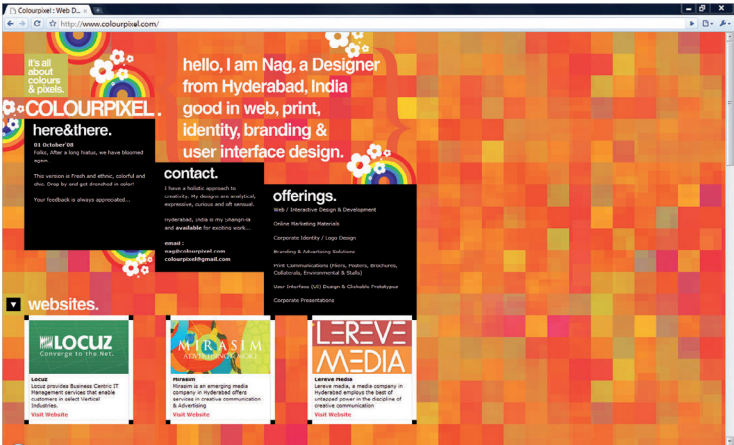 Colourpixel : Web D...
http://www.colourpixel.com/
it's all
about
colours
& pixels.
COLOURPIXEL.
hello, I am Nag, a Designer
from Hyderabad, India
good in web, print,
identity, branding &
user interface design.
here&there.
01 October'08
Folks, After a long hiatus, we have bloomed
again...
This version is Fresh and ethnic, colorful and
chic. Drop by and get drenched in color!
Your feedback is always appreciated...
contact.
I have a holistic approach to
creativity. My designs are analytical,
expressive, curious and oft sensual.
Hyderabad, India is my Shangri-la
and available for exciting work...
email :
nag@colourpixel.com
colourpixel@gmail.com
offerings.
Web / Interactive Design & Development
Online Marketing Materials
Corporate Identity / Logo Design
Branding & Advertising Solutions
Print Communications (Fliers, Posters, Brochures,
Collaterals, Environmental & Stalls)
User Interface (UI) Design & Clickable Prototypes
Corporate Presentations
websites.
LOCUZ
Converge to the Net.
Locuz
Locuz provides Business Centric IT
Management services that enable
customers in select Vertical
Industries.
Visit Website
MIRASIM
ADVERTISING & MORE
Mirasim
Mirasim is an emerging media
company in Hyderabad offers
services in creative communication
& Advertising
Visit Website
LEREVE
MEDIA
Lereve Media
Lereve media, a media company in
Hyderabad employs the best of
untapped power in the discipline of
creative communication
Visit Website